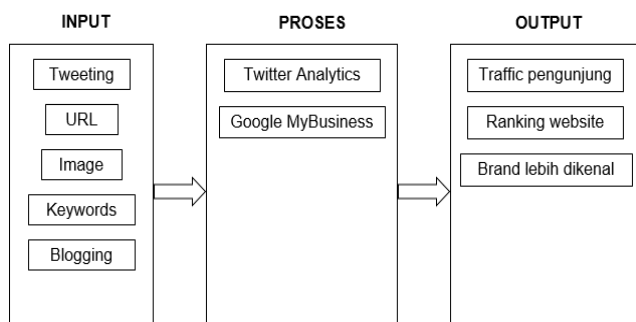 INPUT
Tweeting
URL
Image
Keywords
Blogging
PROSES
Twitter Analytics
Google MyBusiness
OUTPUT
Traffic pengunjung
Ranking website
Brand lebih dikenal